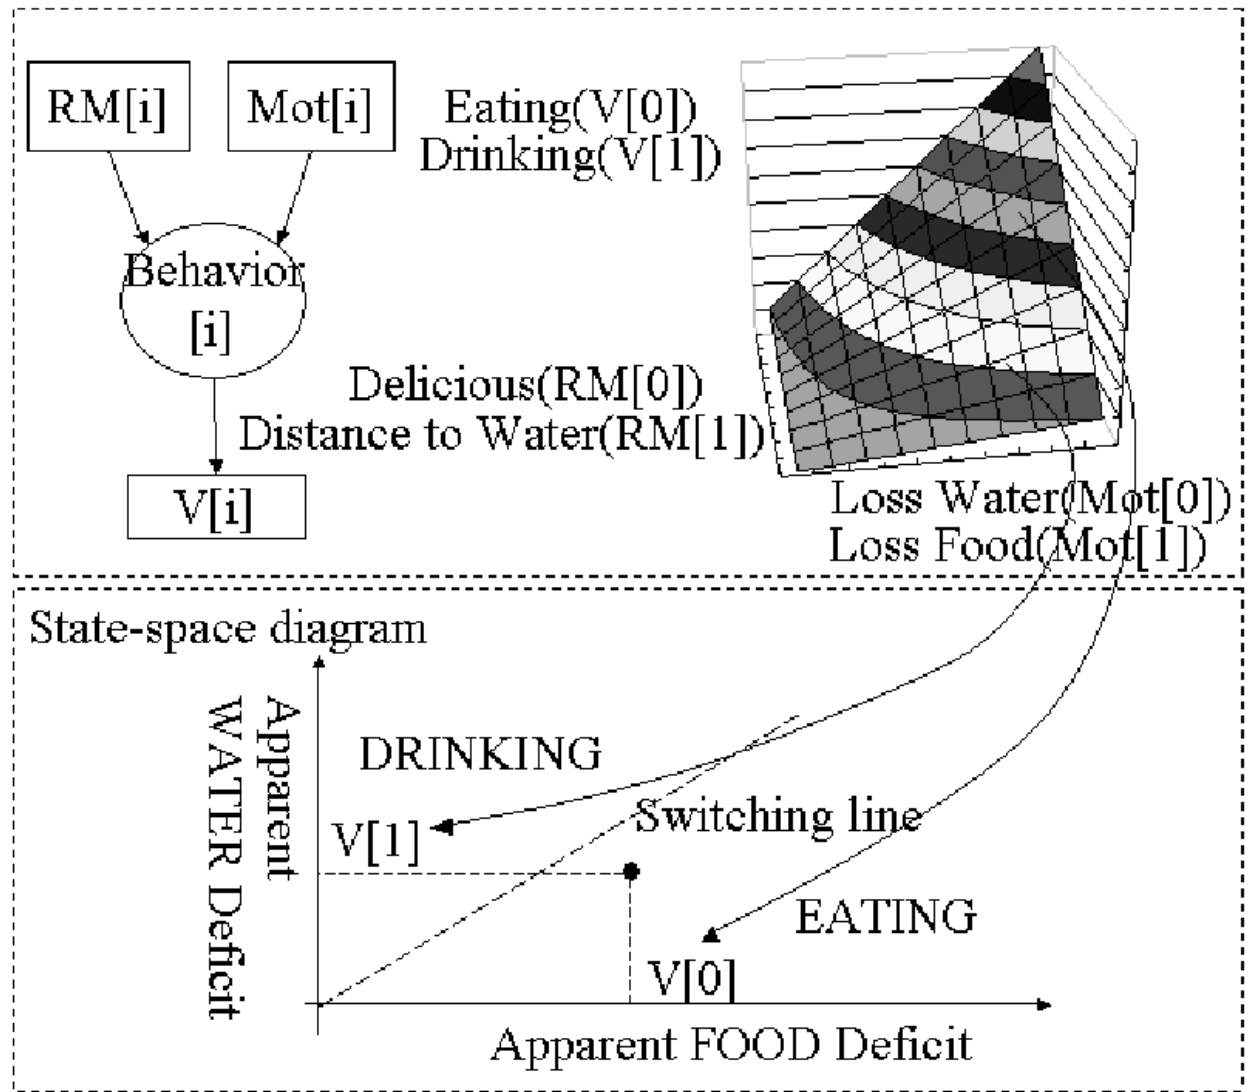 RM[i]
Mot[i]
Behavior
[i]
V[i]
Eating(V[0])
Drinking(V[1])
Delicious(RM[0])
Distance to Water(RM[1])
Loss Water(Mot[0])
Loss Food(Mot[1])
State-space diagram
Apparent
WATER Deficit
DRINKING
V[1]
Switching line
EATING
V[0]
Apparent FOOD Deficit